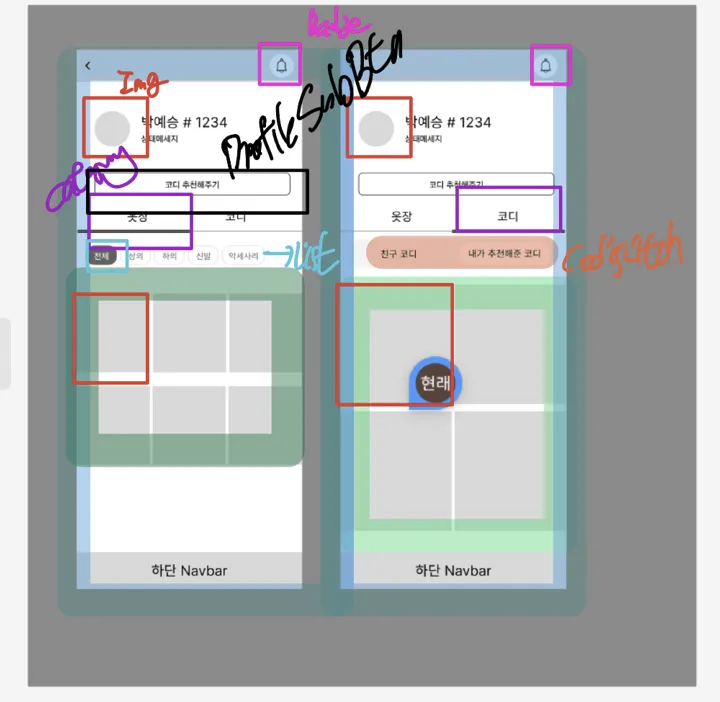 Badge
Img
박예승 # 1234
상태메세지
ProfileSubBtn
Category
코디 추천해주기
옷장
코디
전체
상의
하의
신발
악세사리
하단 Navbar
박예승 # 1234
상태메세지
코디 추천해주기
옷장
코디
친구 코디
내가 추천해준 코디
현래
하단 Navbar